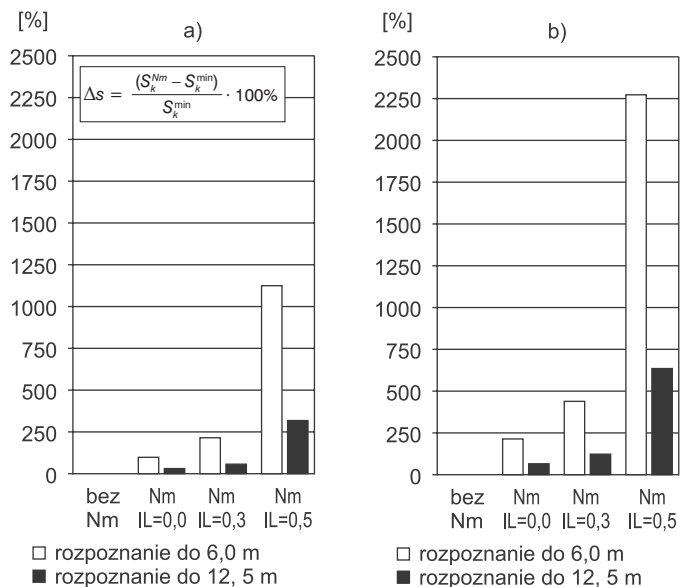 [%]
a)
2500
2250
2000
1750
1500
1250
1000
750
500
250
0
Δs = (S_k^Nm – S_k^min) / S_k^min · 100%
bez Nm
Nm IL=0,0
Nm IL=0,3
Nm IL=0,5
rozpoznanie do 6,0 m
rozpoznanie do 12, 5 m
[%]
b)
2500
2250
2000
1750
1500
1250
1000
750
500
250
0
bez Nm
Nm IL=0,0
Nm IL=0,3
Nm IL=0,5
rozpoznanie do 6,0 m
rozpoznanie do 12, 5 m